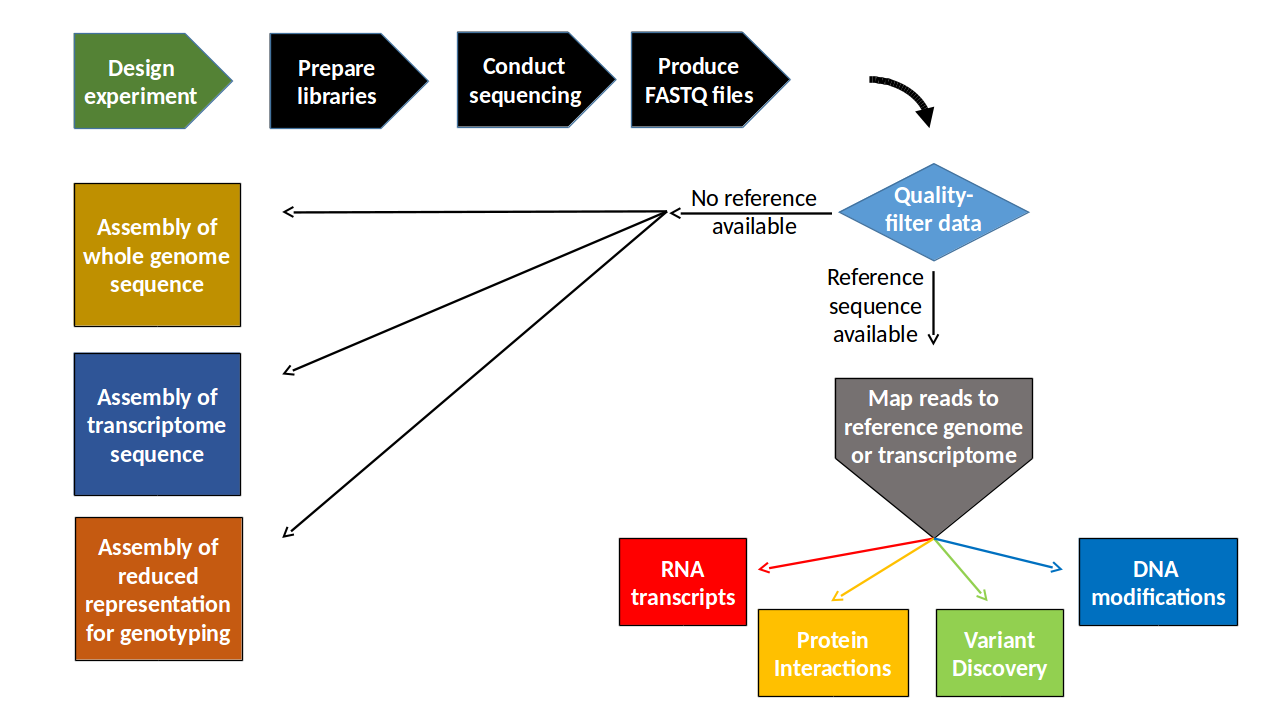 Design
experiment
Prepare
libraries
Conduct
sequencing
Produce
FASTQ files
Quality-
filter data
No reference
available
Reference
sequence
available
Assembly of
whole genome
sequence
Assembly of
transcriptome
sequence
Assembly of
reduced
representation
for genotyping
Map reads to
reference genome
or transcriptome
RNA
transcripts
Protein
Interactions
Variant
Discovery
DNA
modifications